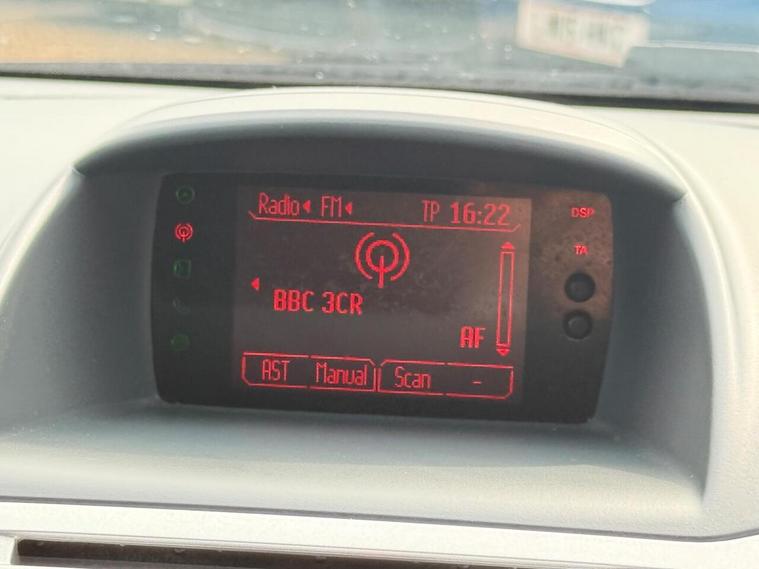 Radio FM TP 16:22
DSP
TA
BBC 3CR
AF
AST Manual Scan -